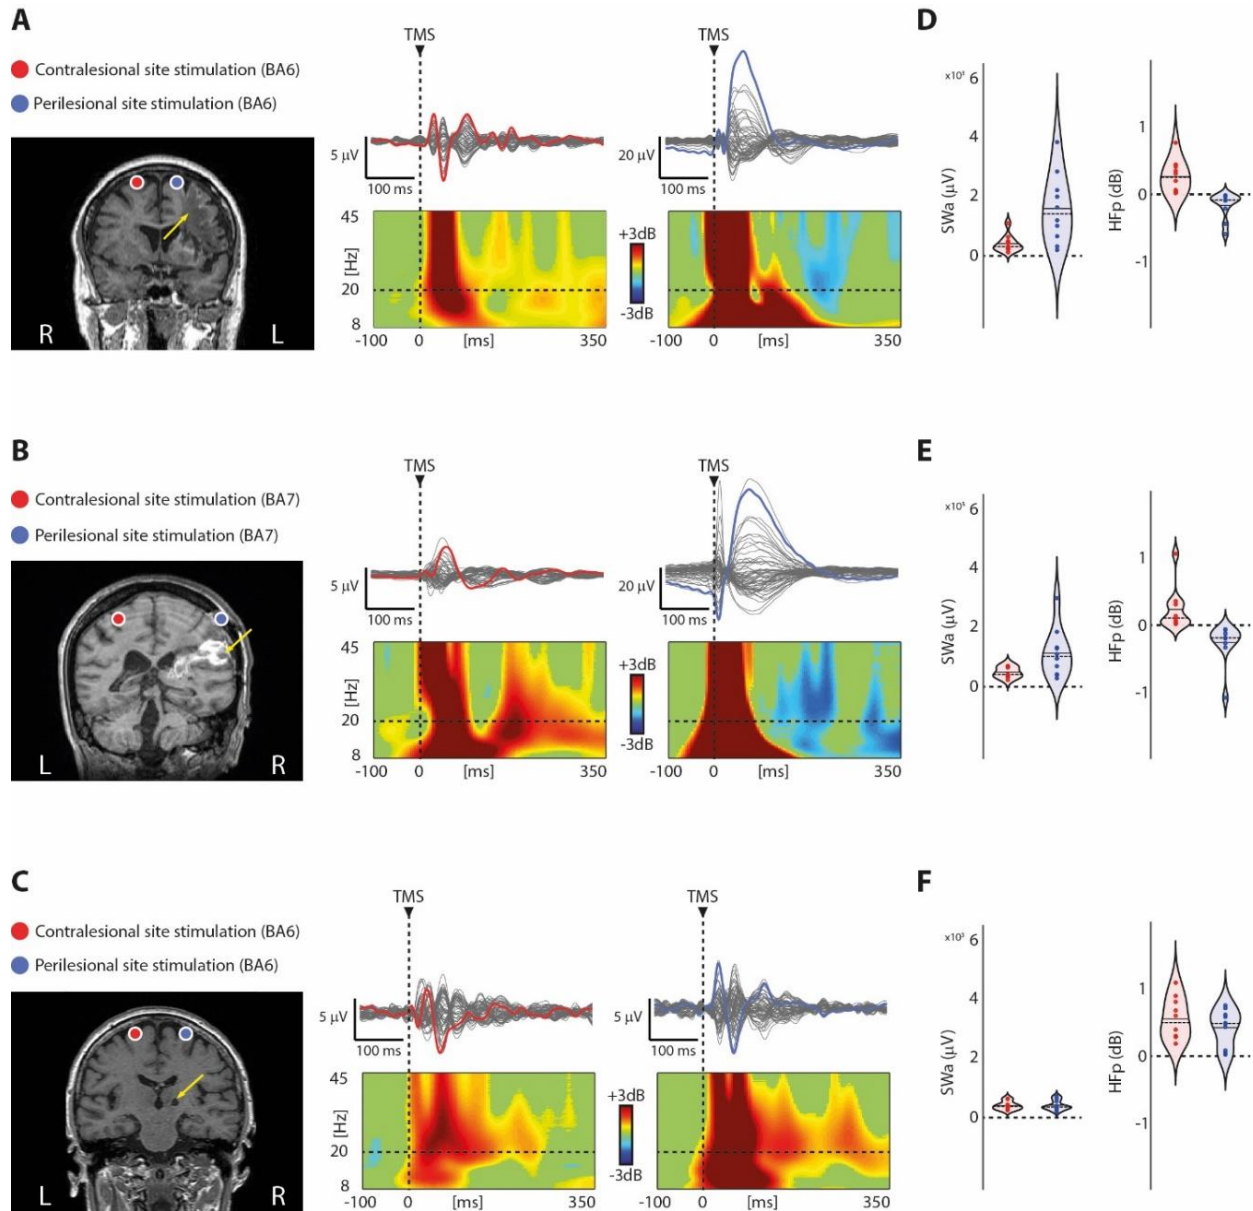 A
Contralesional site stimulation (BA6)
Perilesional site stimulation (BA6)
R
L
TMS
5 μV
100 ms
45
[Hz]
20
8
-100
0
[ms]
350
+3dB
-3dB
TMS
20 μV
100 ms
-100
0
[ms]
350
D
×10³
6
4
2
0
SWa (μV)
1
0
-1
HFp (dB)
B
Contralesional site stimulation (BA7)
Perilesional site stimulation (BA7)
L
R
TMS
5 μV
100 ms
45
[Hz]
20
8
-100
0
[ms]
350
+3dB
-3dB
TMS
20 μV
100 ms
-100
0
[ms]
350
E
×10³
6
4
2
0
SWa (μV)
1
0
-1
HFp (dB)
C
Contralesional site stimulation (BA6)
Perilesional site stimulation (BA6)
L
R
TMS
5 μV
100 ms
45
[Hz]
20
8
-100
0
[ms]
350
+3dB
-3dB
TMS
5 μV
100 ms
-100
0
[ms]
350
F
×10³
6
4
2
0
SWa (μV)
1
0
-1
HFp (dB)